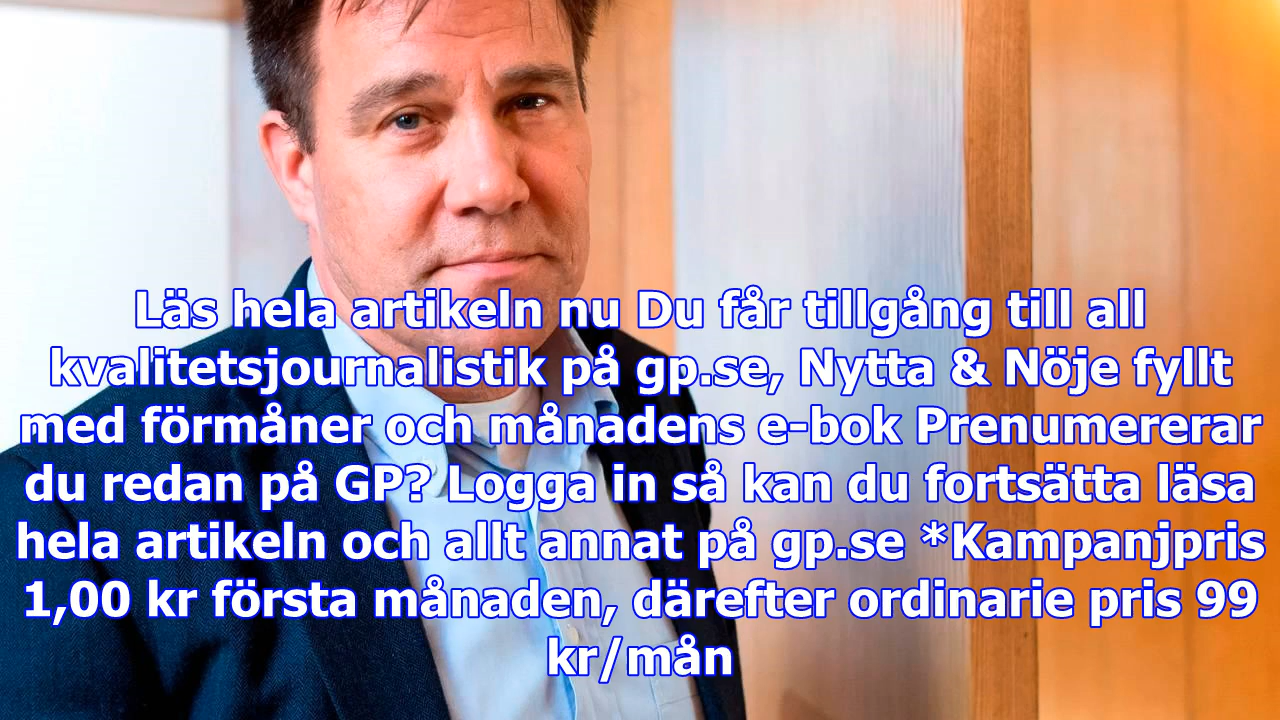 Läs hela artikeln nu Du får tillgång till all
kvalitetsjournalistik på gp.se, Nytta & Nöje fyllt
med förmåner och månadens e-bok Prenumererar
du redan på GP? Logga in så kan du fortsätta läsa
hela artikeln och allt annat på gp.se *Kampanjpris
1,00 kr första månaden, därefter ordinarie pris 99
kr/mån